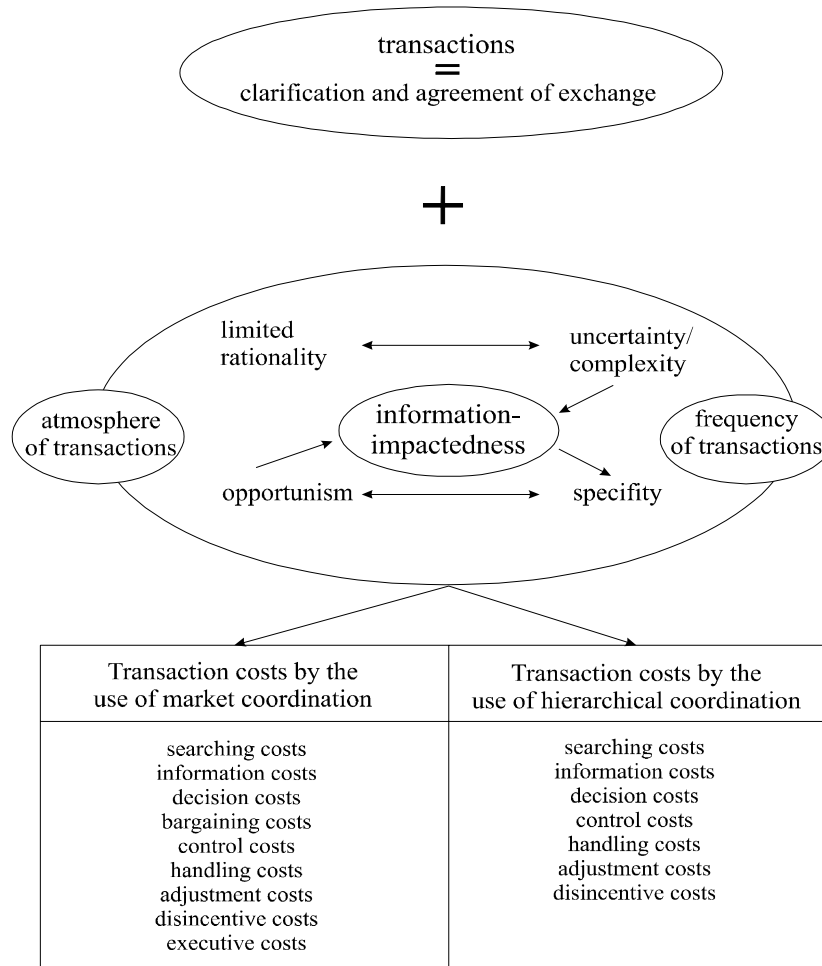 transactions
=
clarification and agreement of exchange
+
limited
rationality
uncertainty/
complexity
atmosphere
of transactions
information-
impactedness
frequency
of transactions
opportunism
specifity
Transaction costs by the
use of market coordination
Transaction costs by the
use of hierarchical coordination
searching costs
information costs
decision costs
bargaining costs
control costs
handling costs
adjustment costs
disincentive costs
executive costs
searching costs
information costs
decision costs
control costs
handling costs
adjustment costs
disincentive costs